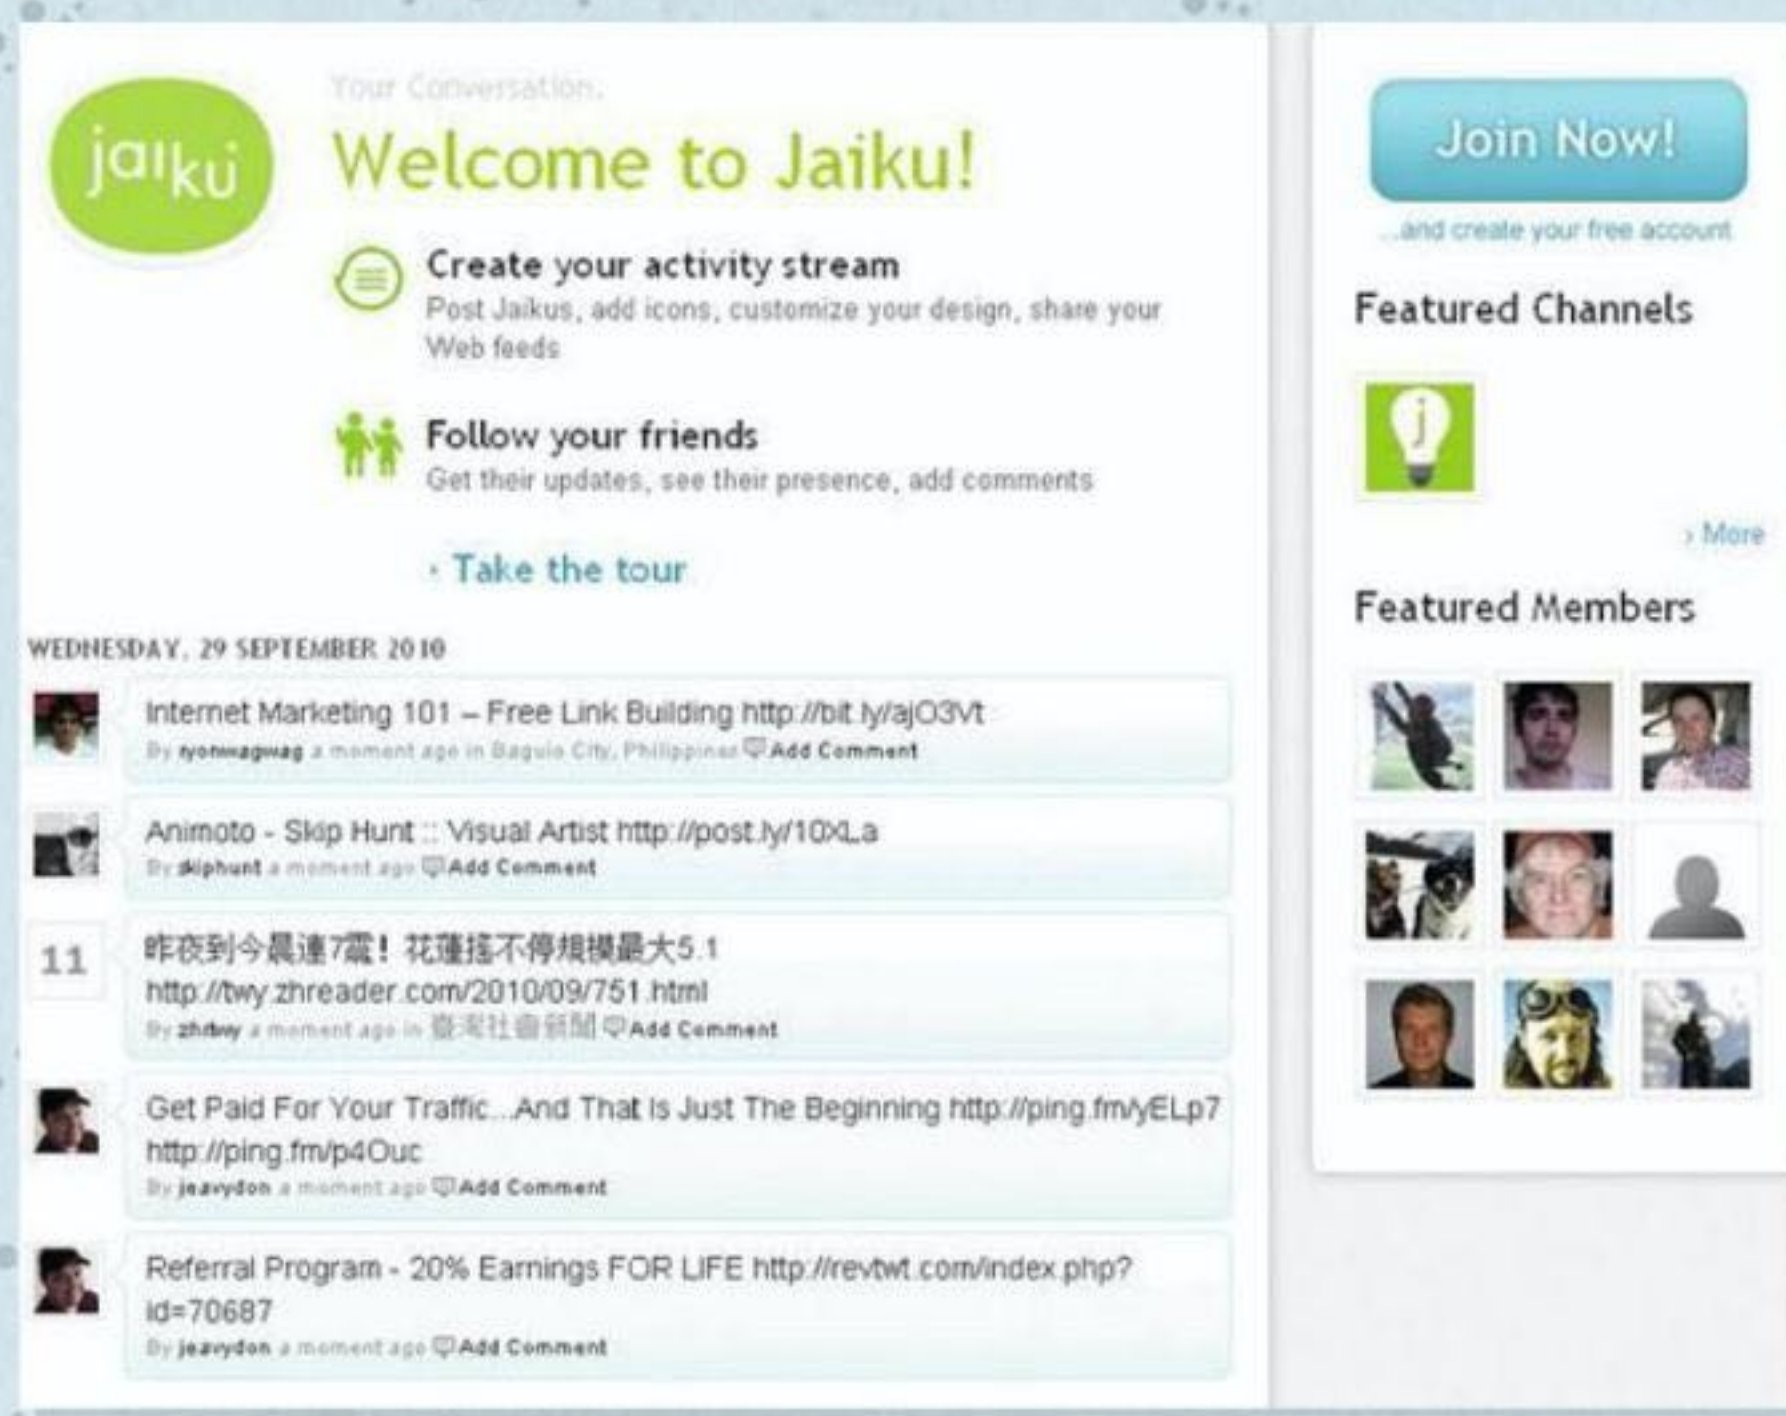 jaiku
Your Conversation.
Welcome to Jaiku!
Create your activity stream
Post Jaikus, add icons, customize your design, share your
Web feeds
Follow your friends
Get their updates, see their presence, add comments
› Take the tour
WEDNESDAY, 29 SEPTEMBER 2010
Internet Marketing 101 – Free Link Building http://bit.ly/ajO3Vt
By ryonwagwag a moment ago in Baguio City, Philippines Add Comment
Animoto - Skip Hunt :: Visual Artist http://post.ly/10XLa
By skiphunt a moment ago Add Comment
11
昨夜到今晨連7震! 花蓮搖不停規模最大5.1
http://twy.zhreader.com/2010/09/751.html
By zhrtwy a moment ago in 臺灣社會新聞 Add Comment
Get Paid For Your Traffic...And That Is Just The Beginning http://ping.fm/yELp7
http://ping.fm/p4Ouc
By jeavydon a moment ago Add Comment
Referral Program - 20% Earnings FOR LIFE http://revtwt.com/index.php?
id=70687
By jeavydon a moment ago Add Comment
Join Now!
...and create your free account
Featured Channels
j
› More
Featured Members